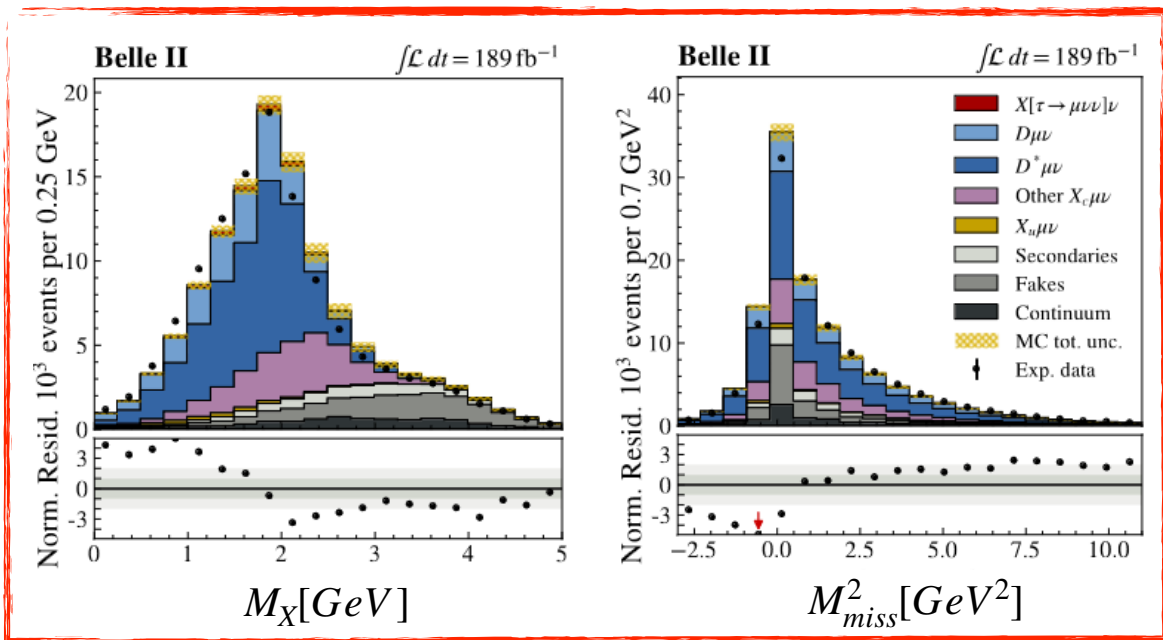 Belle II
∫ℒ dt = 189 fb⁻¹
10³ events per 0.25 GeV
20
15
10
5
0
Norm. Resid.
3
0
-3
0 1 2 3 4 5
M_X[GeV]
Belle II
∫ℒ dt = 189 fb⁻¹
10³ events per 0.7 GeV²
40
30
20
10
0
X[τ→μνν]ν
Dμν
D*μν
Other X_cμν
X_uμν
Secondaries
Fakes
Continuum
MC tot. unc.
Exp. data
Norm. Resid.
3
0
-3
−2.5 0.0 2.5 5.0 7.5 10.0
M²_miss[GeV²]